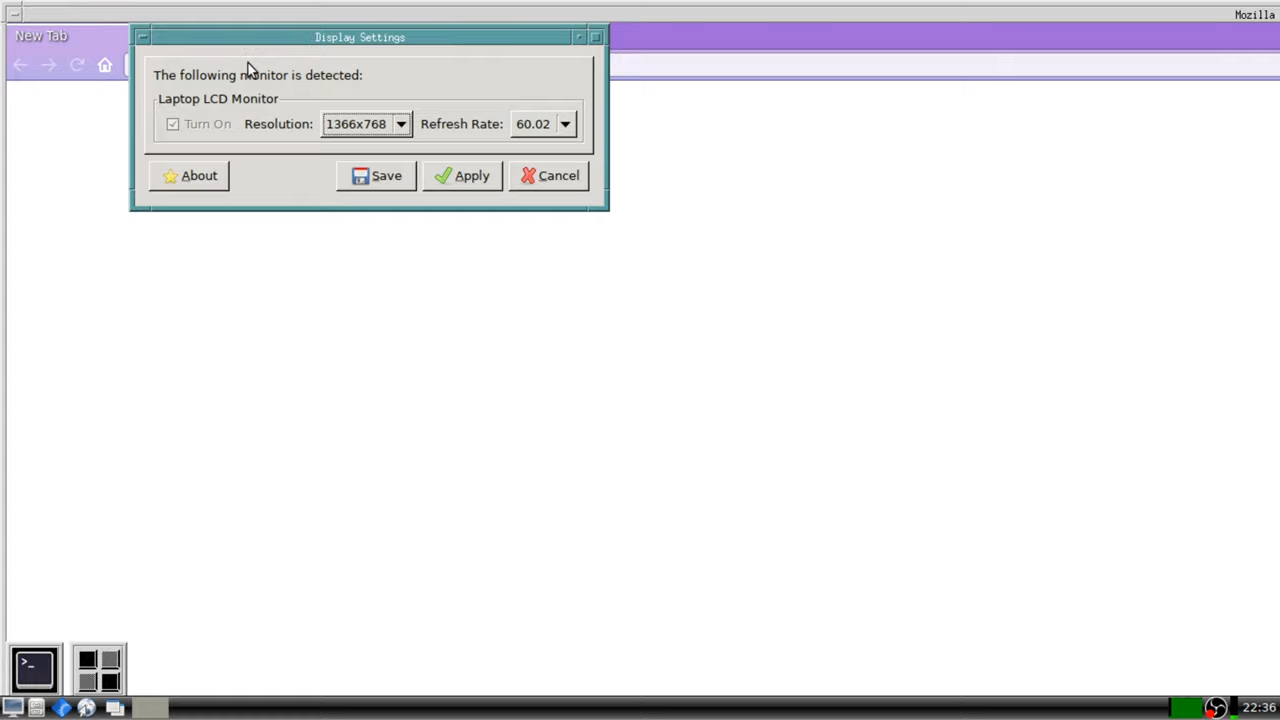 Mozilla
New Tab
Display Settings
The following monitor is detected:
Laptop LCD Monitor
Turn On Resolution: 1366x768 Refresh Rate: 60.02
About Save Apply Cancel
>_
22:36